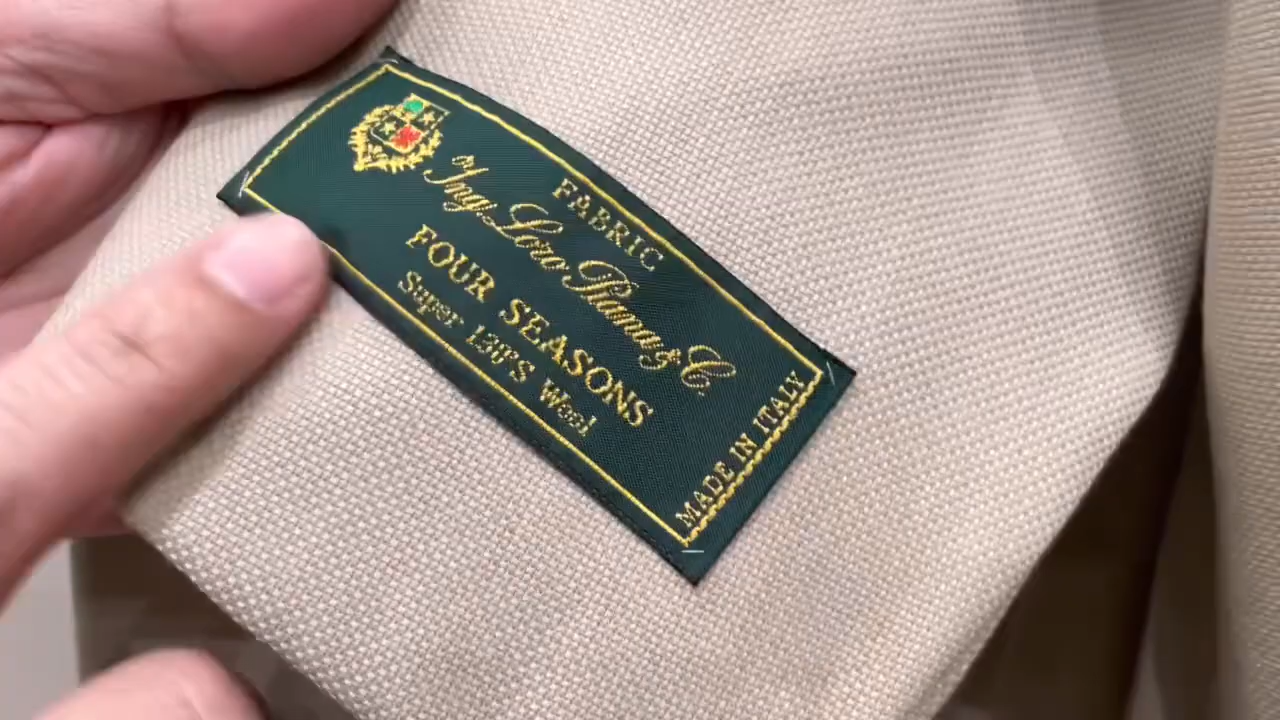 FABRIC
Ing. Loro Piana & C.
FOUR SEASONS
Super 130'S Wool
MADE IN ITALY